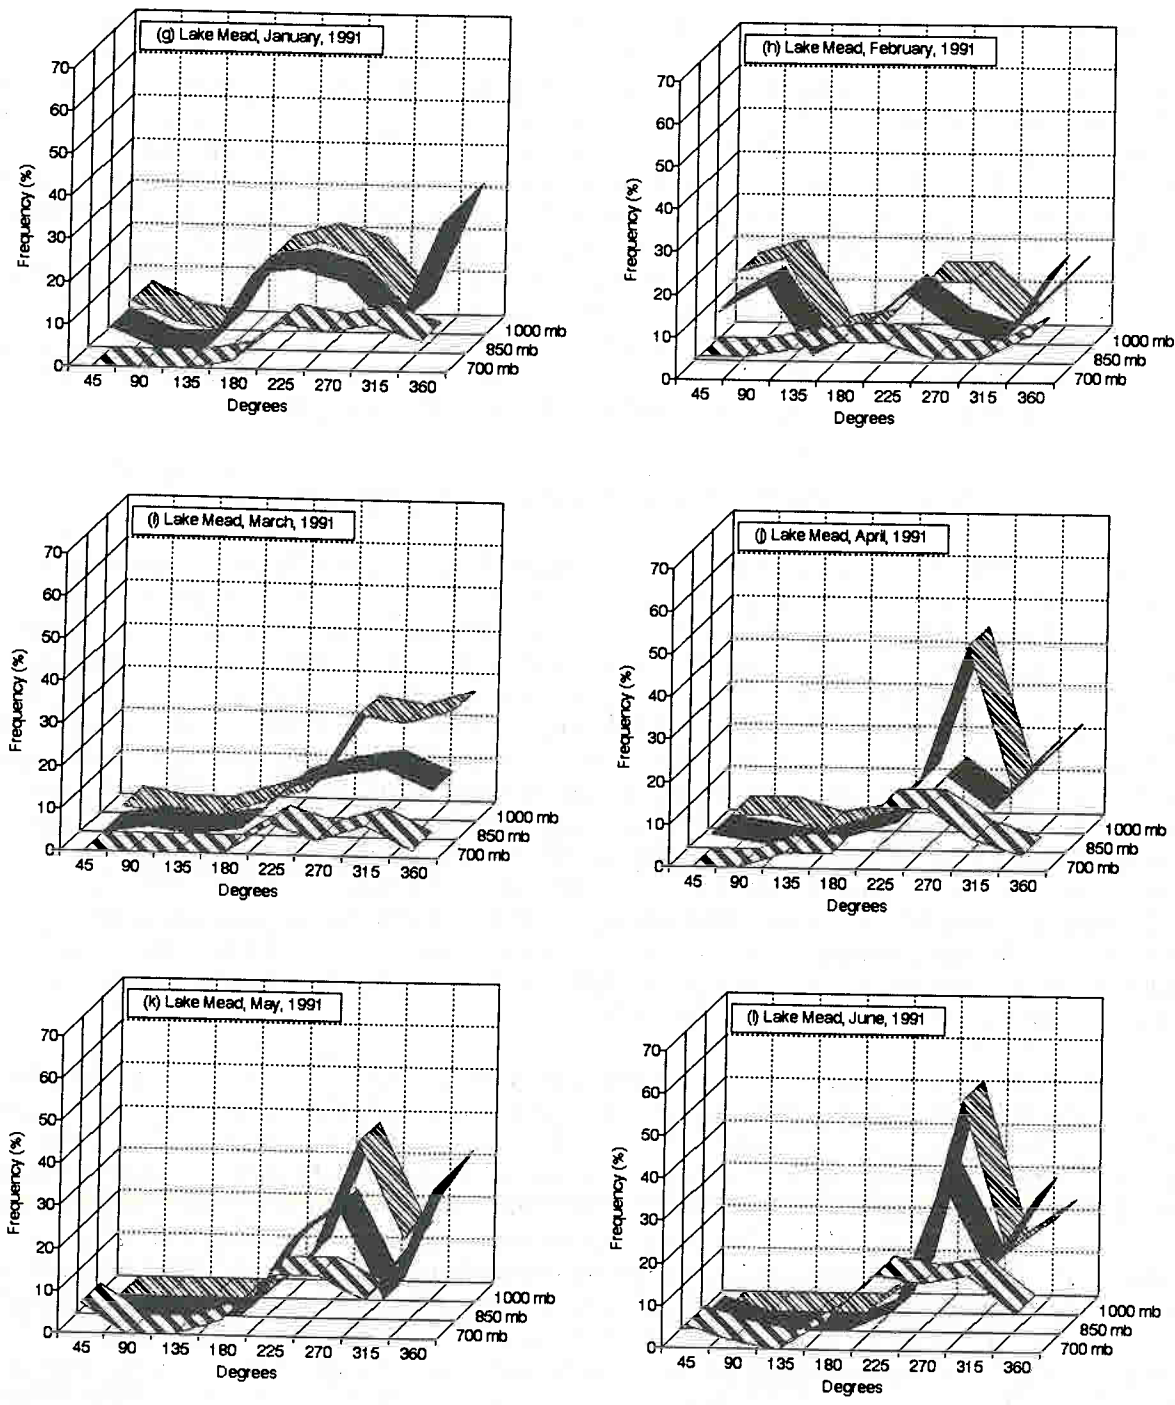 (g) Lake Mead, January, 1991
70
60
50
40
30
20
10
0
Frequency (%)
45 90 135 180 225 270 315 360
Degrees
1000 mb
850 mb
700 mb
(h) Lake Mead, February, 1991
70
60
50
40
30
20
10
0
Frequency (%)
45 90 135 180 225 270 315 360
Degrees
1000 mb
850 mb
700 mb
(i) Lake Mead, March, 1991
70
60
50
40
30
20
10
0
Frequency (%)
45 90 135 180 225 270 315 360
Degrees
1000 mb
850 mb
700 mb
(j) Lake Mead, April, 1991
70
60
50
40
30
20
10
0
Frequency (%)
45 90 135 180 225 270 315 360
Degrees
1000 mb
850 mb
700 mb
(k) Lake Mead, May, 1991
70
60
50
40
30
20
10
0
Frequency (%)
45 90 135 180 225 270 315 360
Degrees
1000 mb
850 mb
700 mb
(l) Lake Mead, June, 1991
70
60
50
40
30
20
10
0
Frequency (%)
45 90 135 180 225 270 315 360
Degrees
1000 mb
850 mb
700 mb